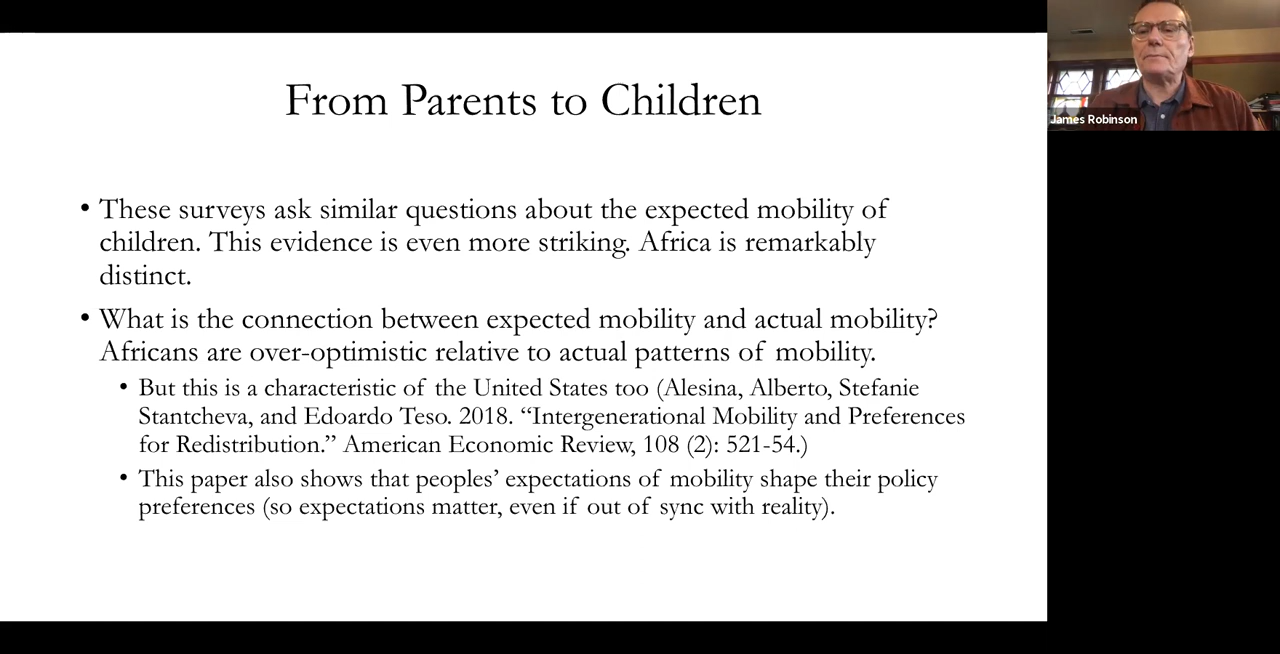 From Parents to Children
• These surveys ask similar questions about the expected mobility of
children. This evidence is even more striking. Africa is remarkably
distinct.
• What is the connection between expected mobility and actual mobility?
Africans are over-optimistic relative to actual patterns of mobility.
• But this is a characteristic of the United States too (Alesina, Alberto, Stefanie
Stantcheva, and Edoardo Teso. 2018. “Intergenerational Mobility and Preferences
for Redistribution.” American Economic Review, 108 (2): 521-54.)
• This paper also shows that peoples’ expectations of mobility shape their policy
preferences (so expectations matter, even if out of sync with reality).
James Robinson